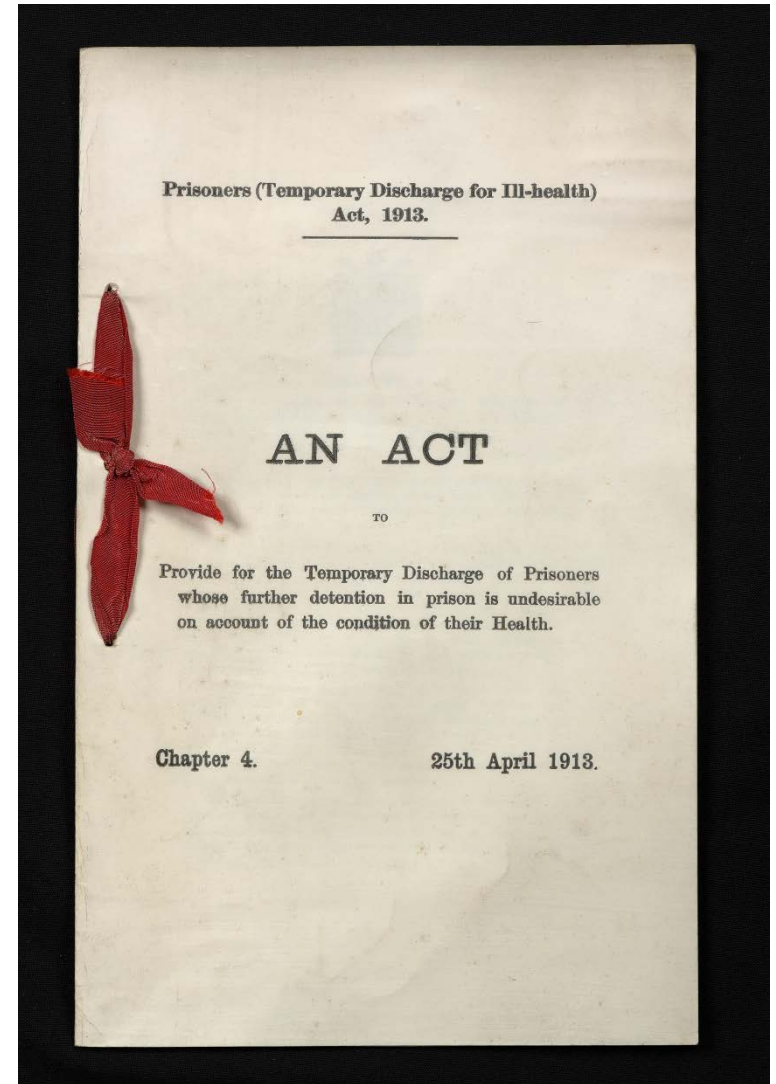 Prisoners (Temporary Discharge for Ill-health)
Act, 1913.
AN ACT
TO
Provide for the Temporary Discharge of Prisoners
whose further detention in prison is undesirable
on account of the condition of their Health.
Chapter 4. 25th April 1913.